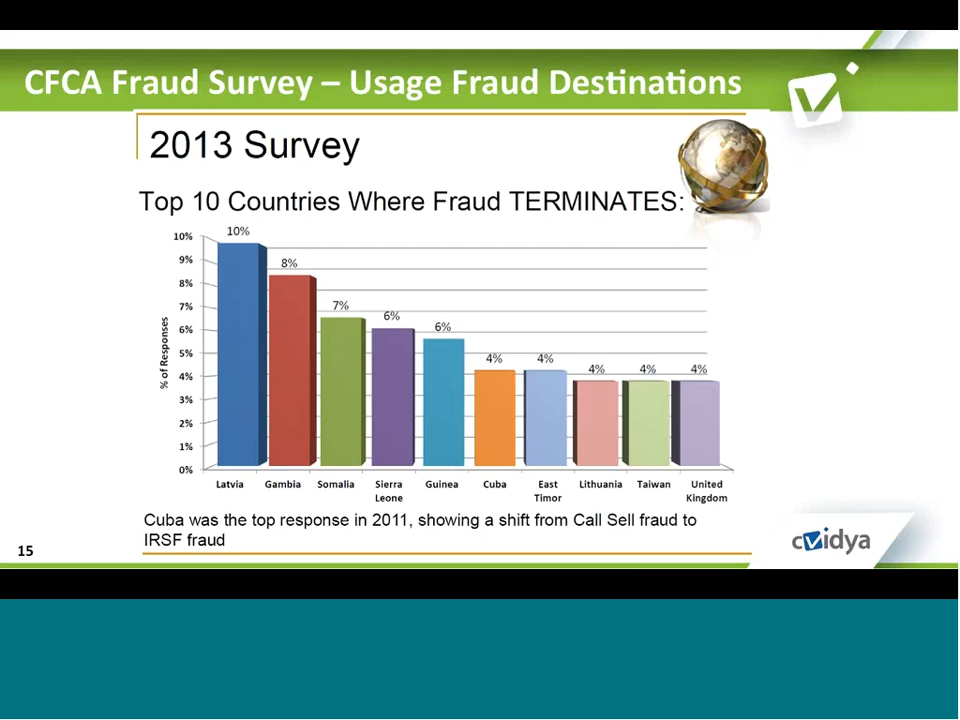 CFCA Fraud Survey – Usage Fraud Destinations
2013 Survey
Top 10 Countries Where Fraud TERMINATES:
% of Responses
10%
9%
8%
7%
6%
5%
4%
3%
2%
1%
0%
10%
8%
7%
6%
6%
4%
4%
4%
4%
4%
Latvia
Gambia
Somalia
Sierra
Leone
Guinea
Cuba
East
Timor
Lithuania
Taiwan
United
Kingdom
Cuba was the top response in 2011, showing a shift from Call Sell fraud to
IRSF fraud
15
cvidya